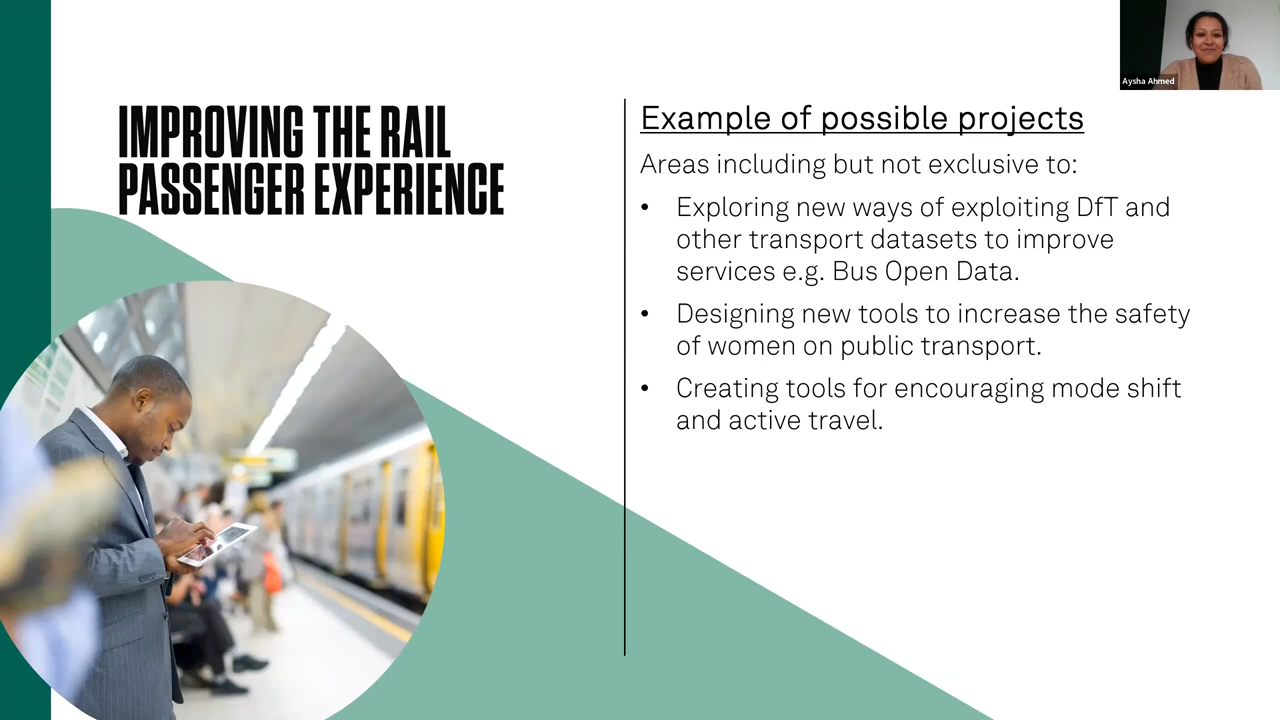 Aysha Ahmed
IMPROVING THE RAIL
PASSENGER EXPERIENCE
Example of possible projects
Areas including but not exclusive to:
• Exploring new ways of exploiting DfT and
other transport datasets to improve
services e.g. Bus Open Data.
• Designing new tools to increase the safety
of women on public transport.
• Creating tools for encouraging mode shift
and active travel.